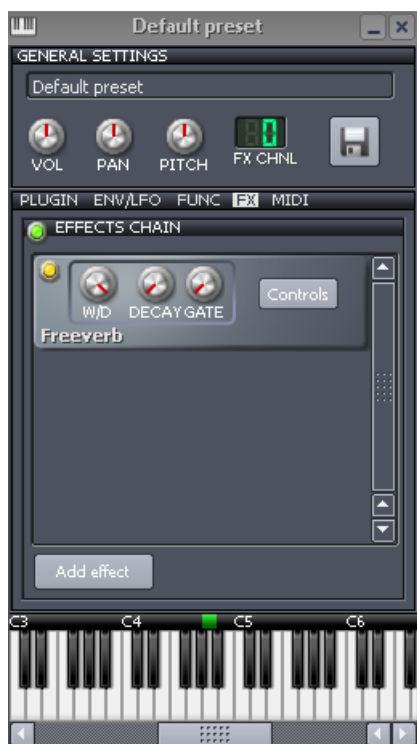 Default preset
GENERAL SETTINGS
Default preset
VOL PAN PITCH FX CHNL 0
PLUGIN ENV/LFO FUNC FX MIDI
EFFECTS CHAIN
W/D DECAY GATE Controls
Freeverb
Add effect
C3 C4 C5 C6